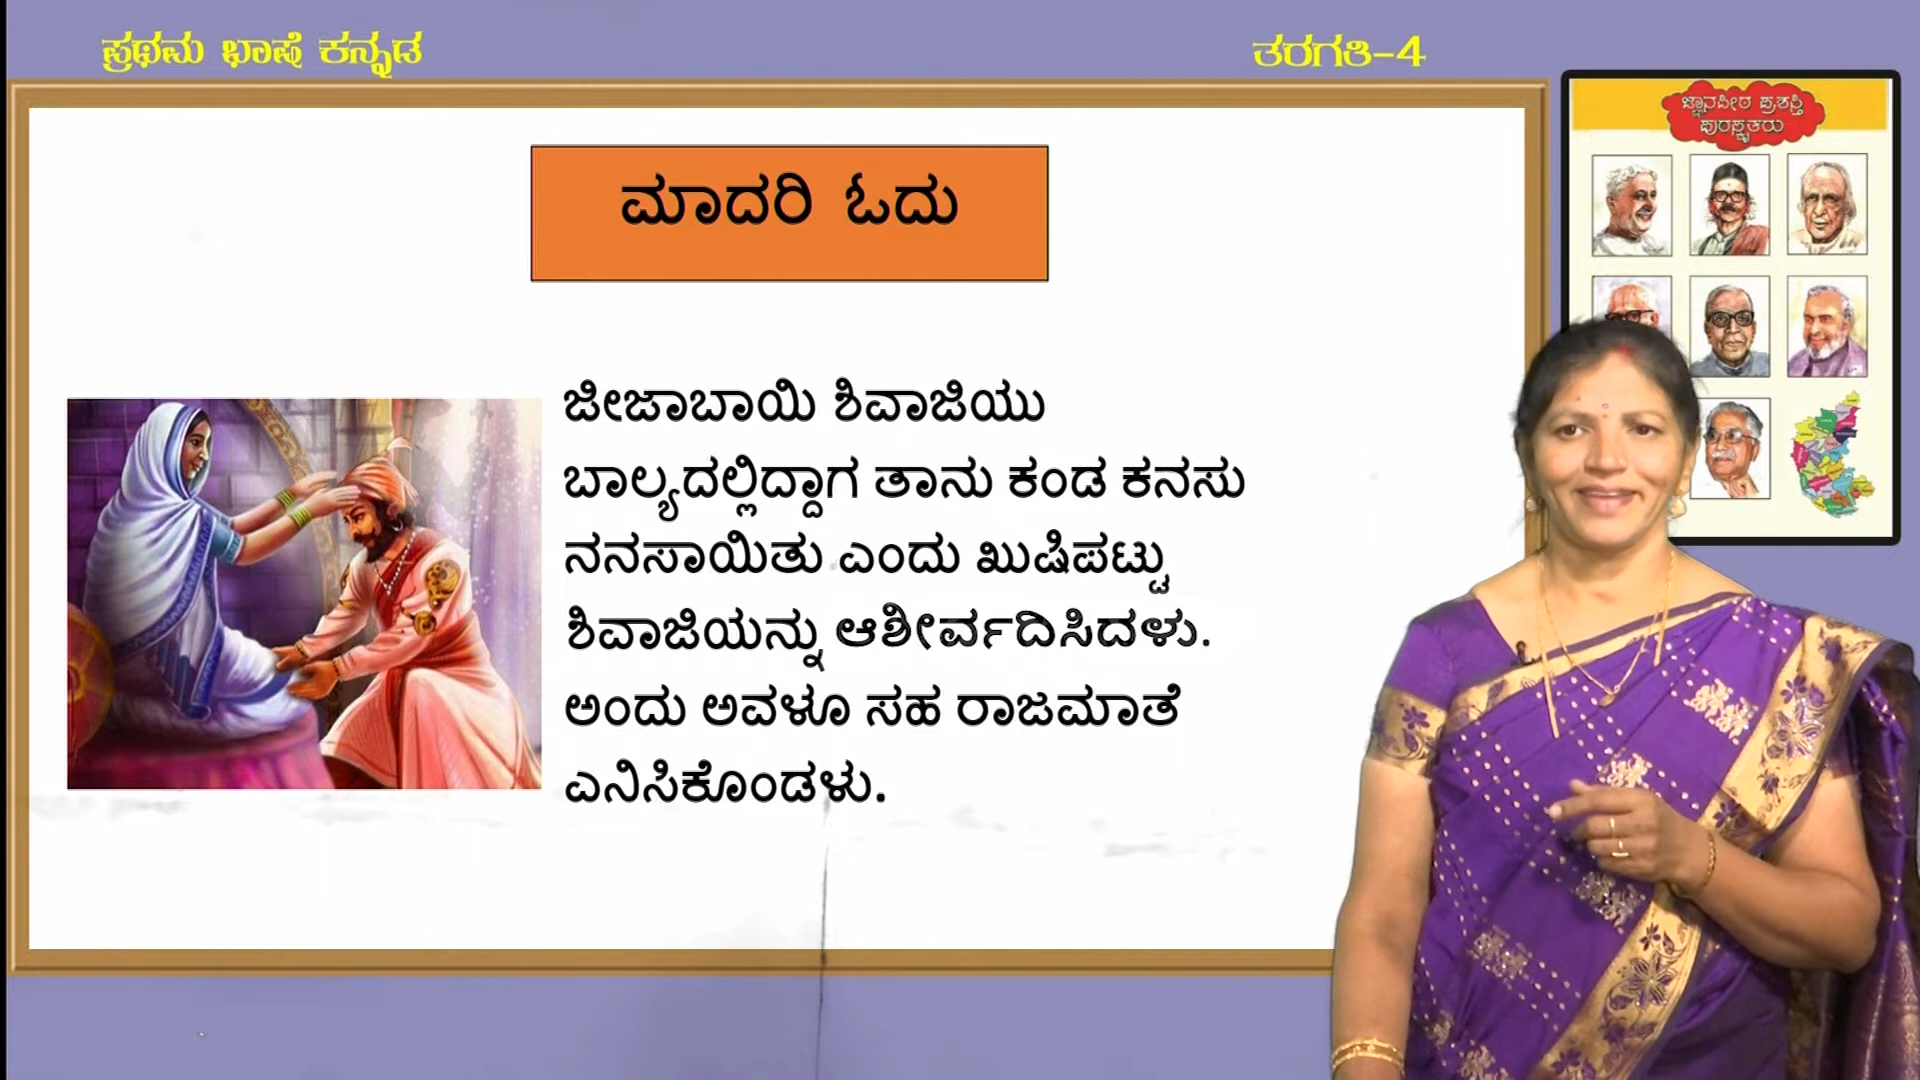 ಪ್ರಥಮ ಭಾಷೆ ಕನ್ನಡ
ತರಗತಿ-4
ಜ್ಞಾನಪೀಠ ಪ್ರಶಸ್ತಿ
ಪುರಸ್ಕೃತರು
ಮಾದರಿ ಓದು
ಜೀಜಾಬಾಯಿ ಶಿವಾಜಿಯು
ಬಾಲ್ಯದಲ್ಲಿದ್ದಾಗ ತಾನು ಕಂಡ ಕನಸು
ನನಸಾಯಿತು ಎಂದು ಖುಷಿಪಟ್ಟು
ಶಿವಾಜಿಯನ್ನು ಆಶೀರ್ವದಿಸಿದಳು.
ಅಂದು ಅವಳೂ ಸಹ ರಾಜಮಾತೆ
ಎನಿಸಿಕೊಂಡಳು.